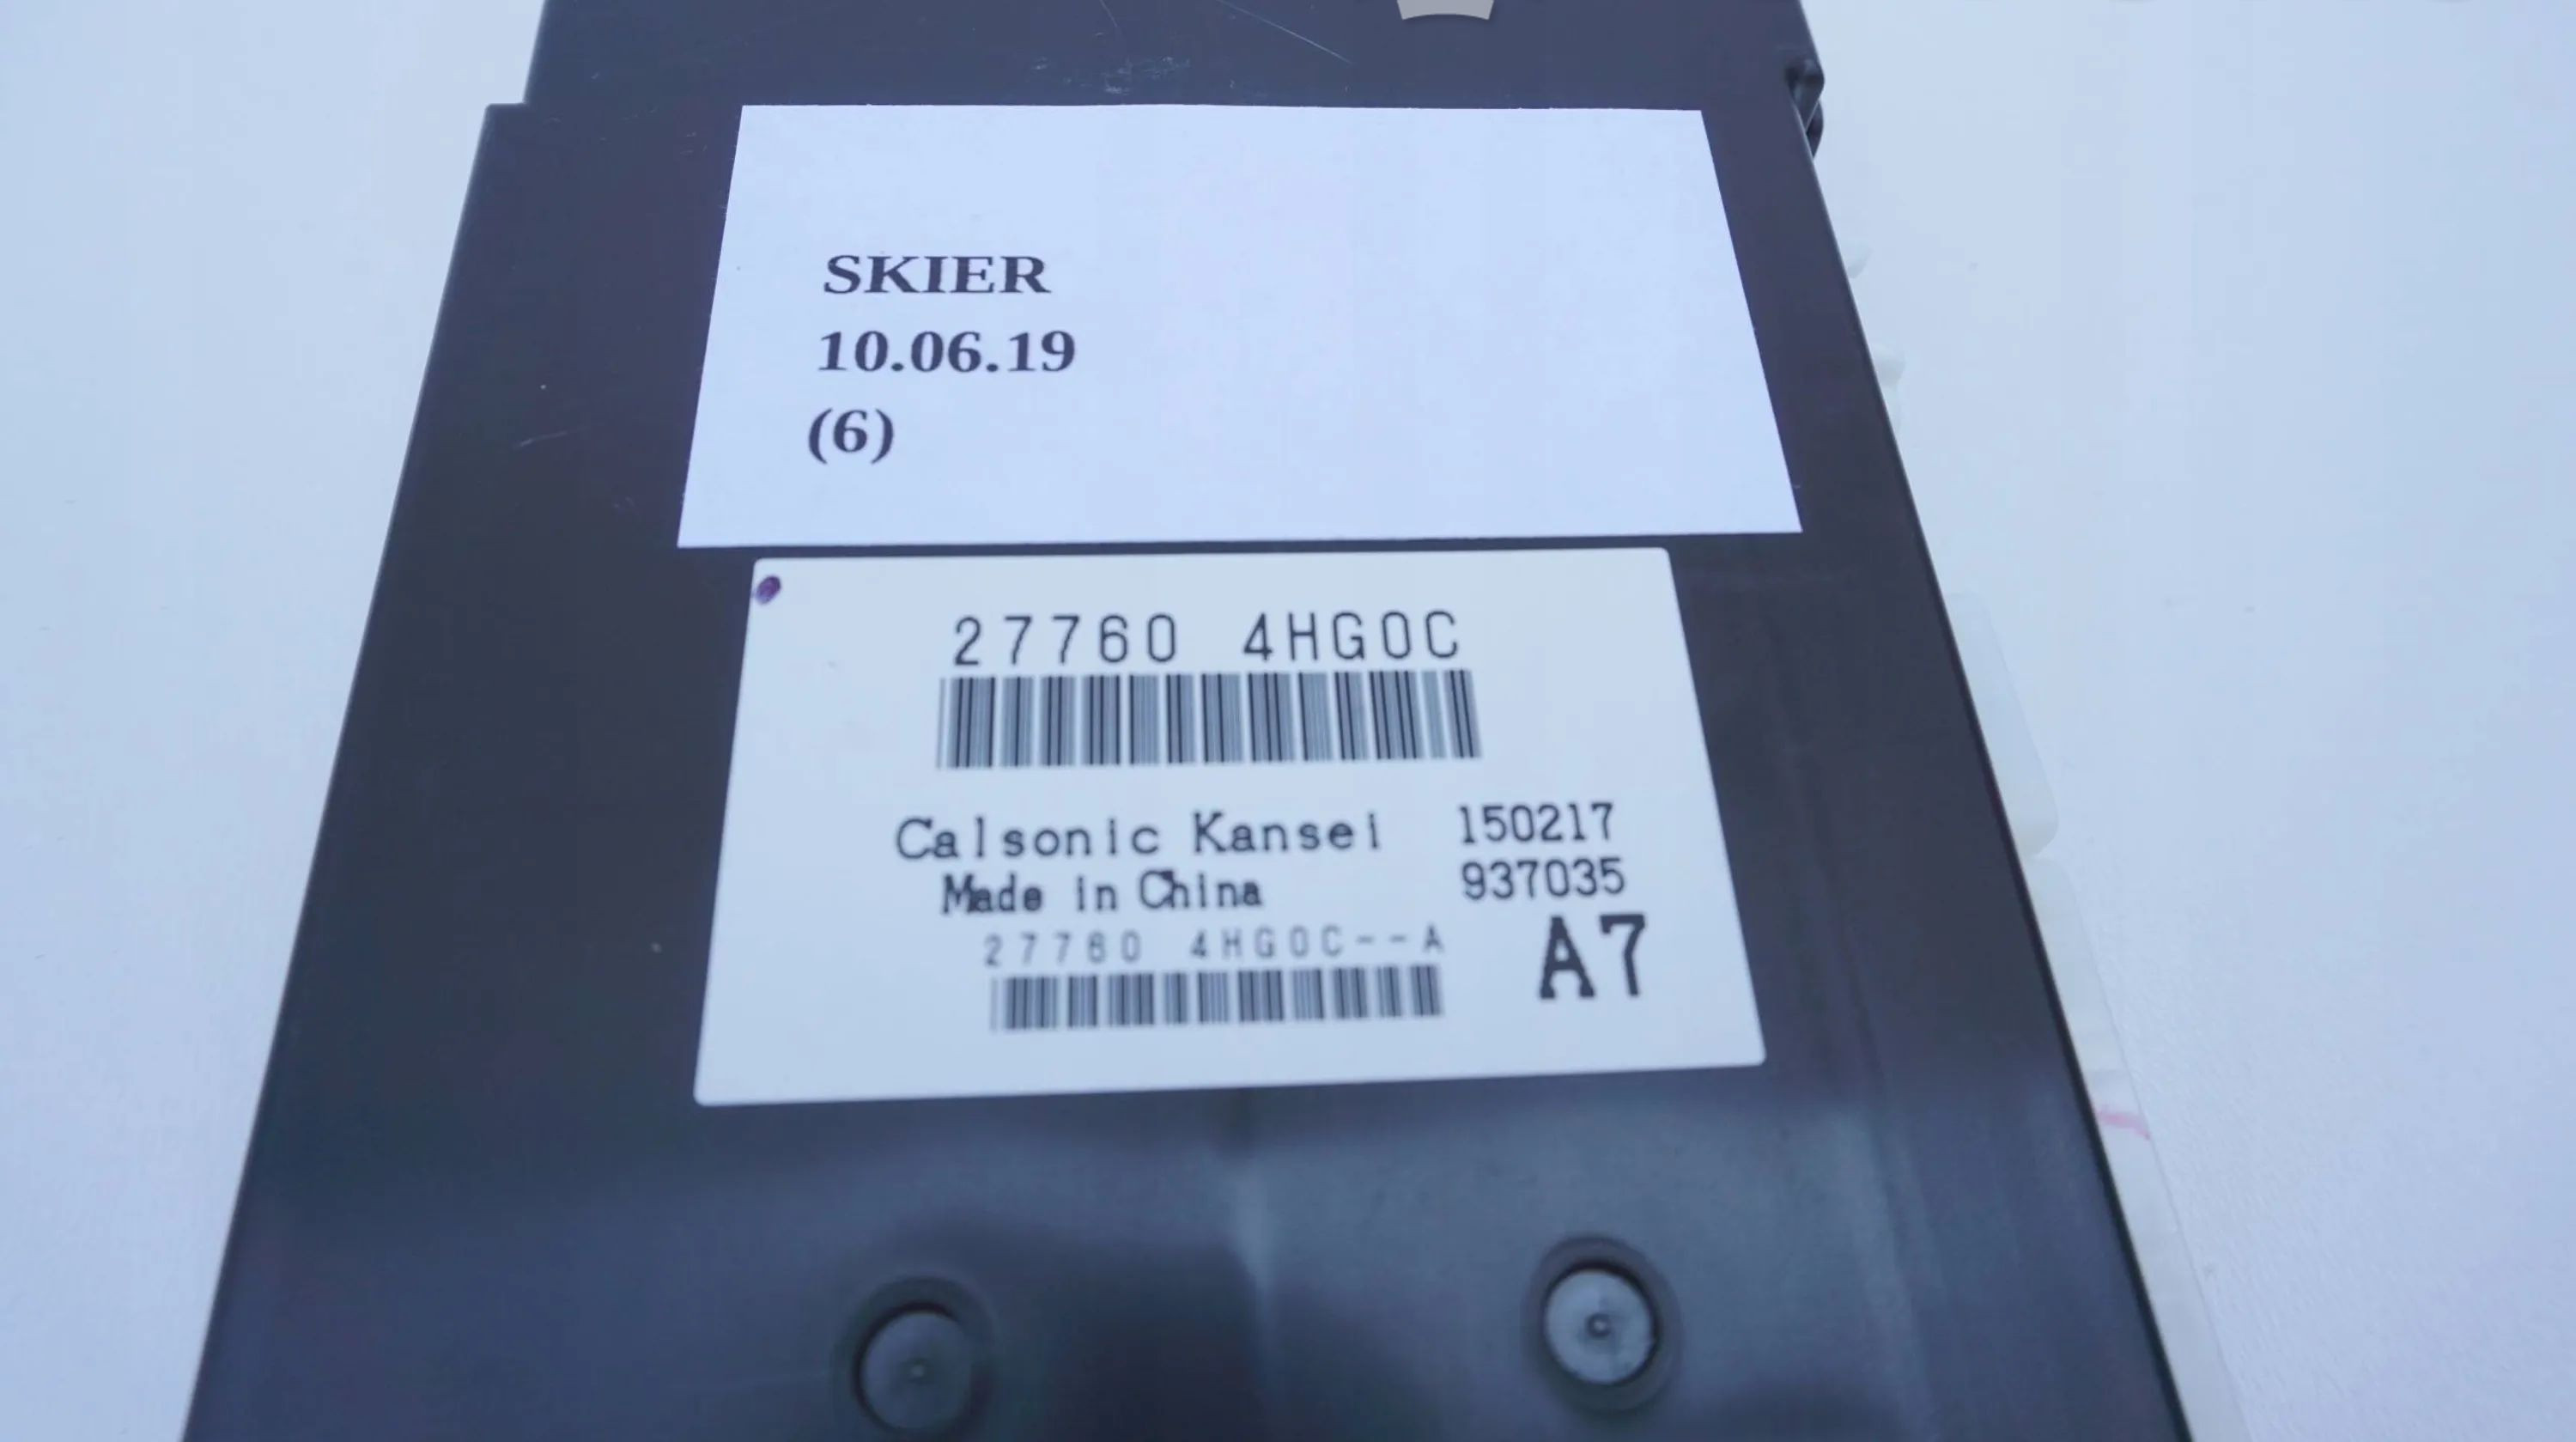 SKIER
10.06.19
(6)
27760 4HG0C
Calsonic Kansei 150217
Made in China 937035
27760 4HG0C--A A7